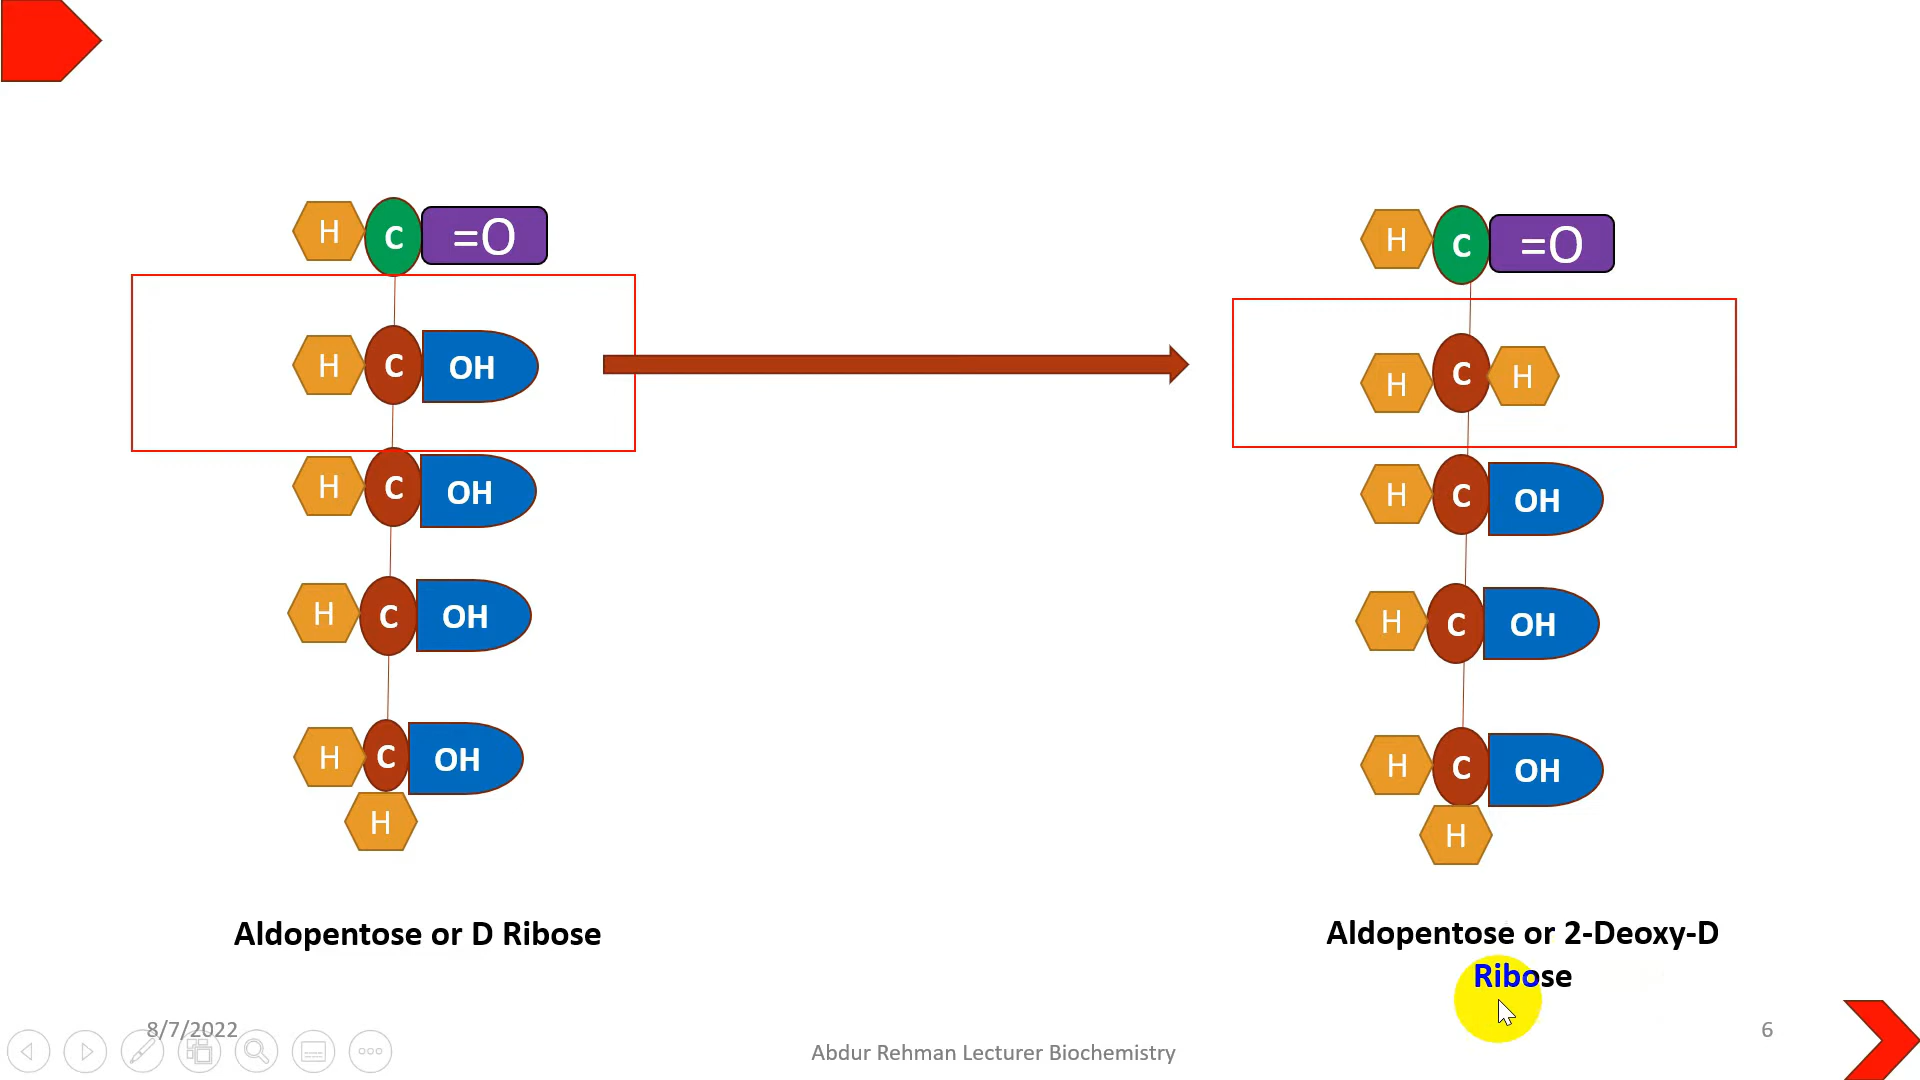 H C =O
H C OH
H C OH
H C OH
H C OH
H
Aldopentose or D Ribose
H C =O
H C H
H C OH
H C OH
H C OH
H
Aldopentose or 2-Deoxy-D
Ribose
8/7/2022
Abdur Rehman Lecturer Biochemistry
6